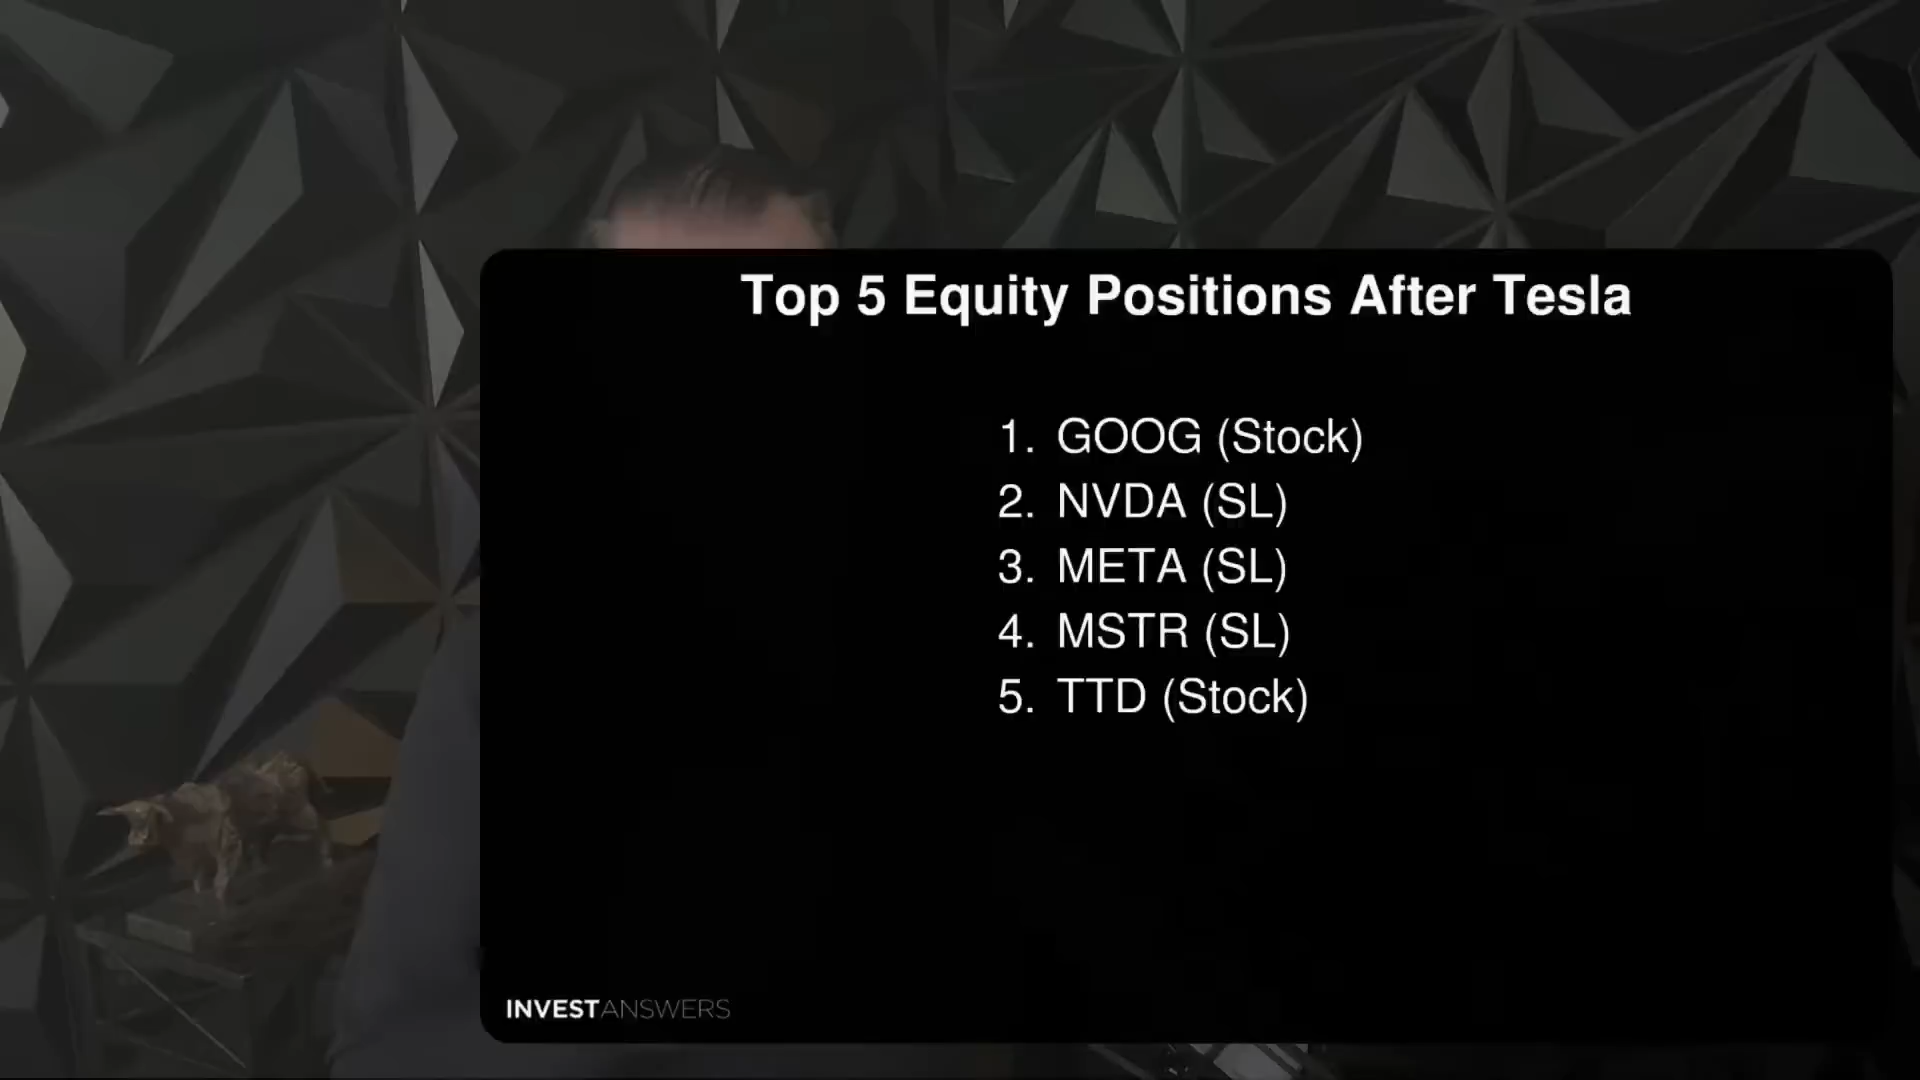 Top 5 Equity Positions After Tesla
1. GOOG (Stock)
2. NVDA (SL)
3. META (SL)
4. MSTR (SL)
5. TTD (Stock)
INVESTANSWERS